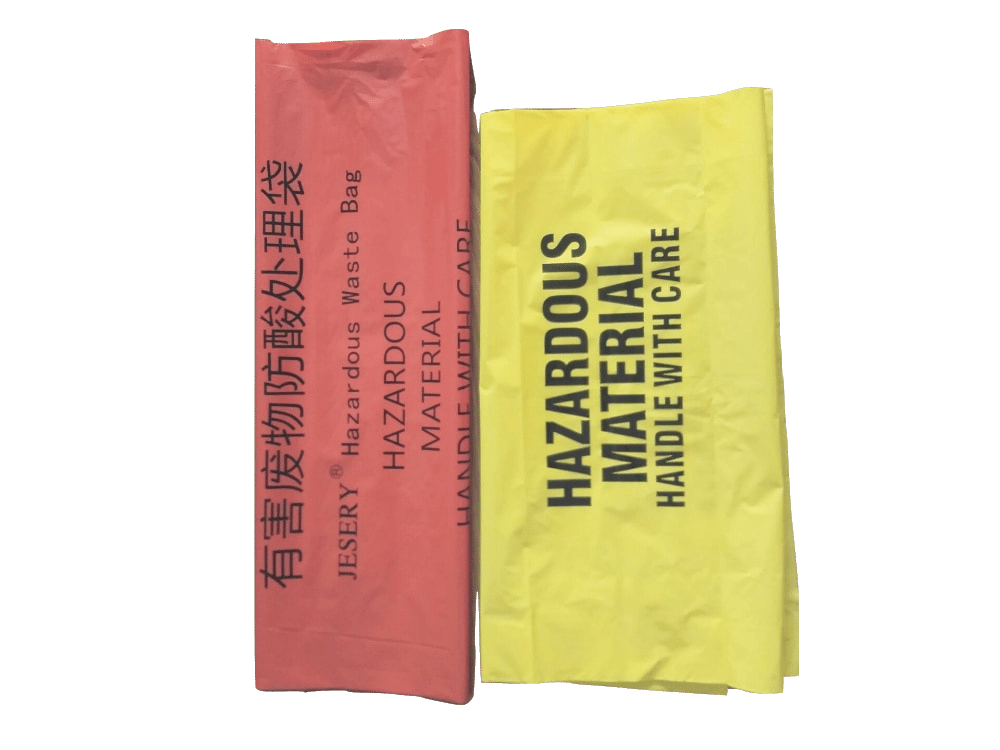 有害废物防酸处理袋
JESERY® Hazardous Waste Bag
HAZARDOUS
MATERIAL
HANDLE WITH CARE
HAZARDOUS
MATERIAL
HANDLE WITH CARE